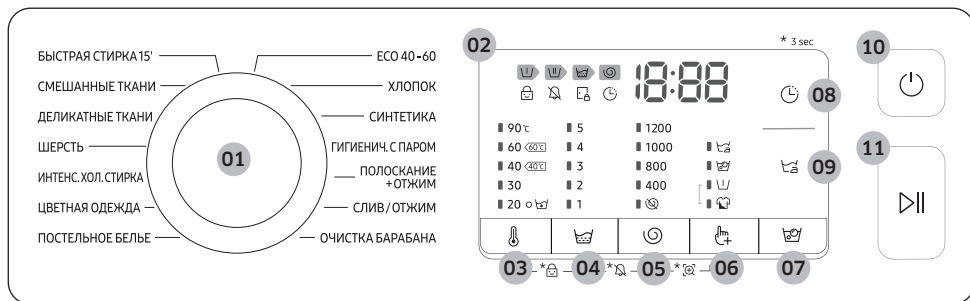 БЫСТРАЯ СТИРКА 15'
СМЕШАННЫЕ ТКАНИ
ДЕЛИКАТНЫЕ ТКАНИ
ШЕРСТЬ
ИНТЕНС.ХОЛ. СТИРКА
ЦВЕТНАЯ ОДЕЖДА
ПОСТЕЛЬНОЕ БЕЛЬЕ
01
ECO 40-60
ХЛОПОК
СИНТЕТИКА
ГИГИЕНИЧ. С ПАРОМ
ПОЛОСКАНИЕ
+ОТЖИМ
СЛИВ/ОТЖИМ
ОЧИСТКА БАРАБАНА
02
* 3 sec
18:88
90℃ 5 1200
60 60℃ 4 1000
40 40℃ 3 800
30 2 400
20 1
08
09
10
11
03 * 04 * 05 * 06 07